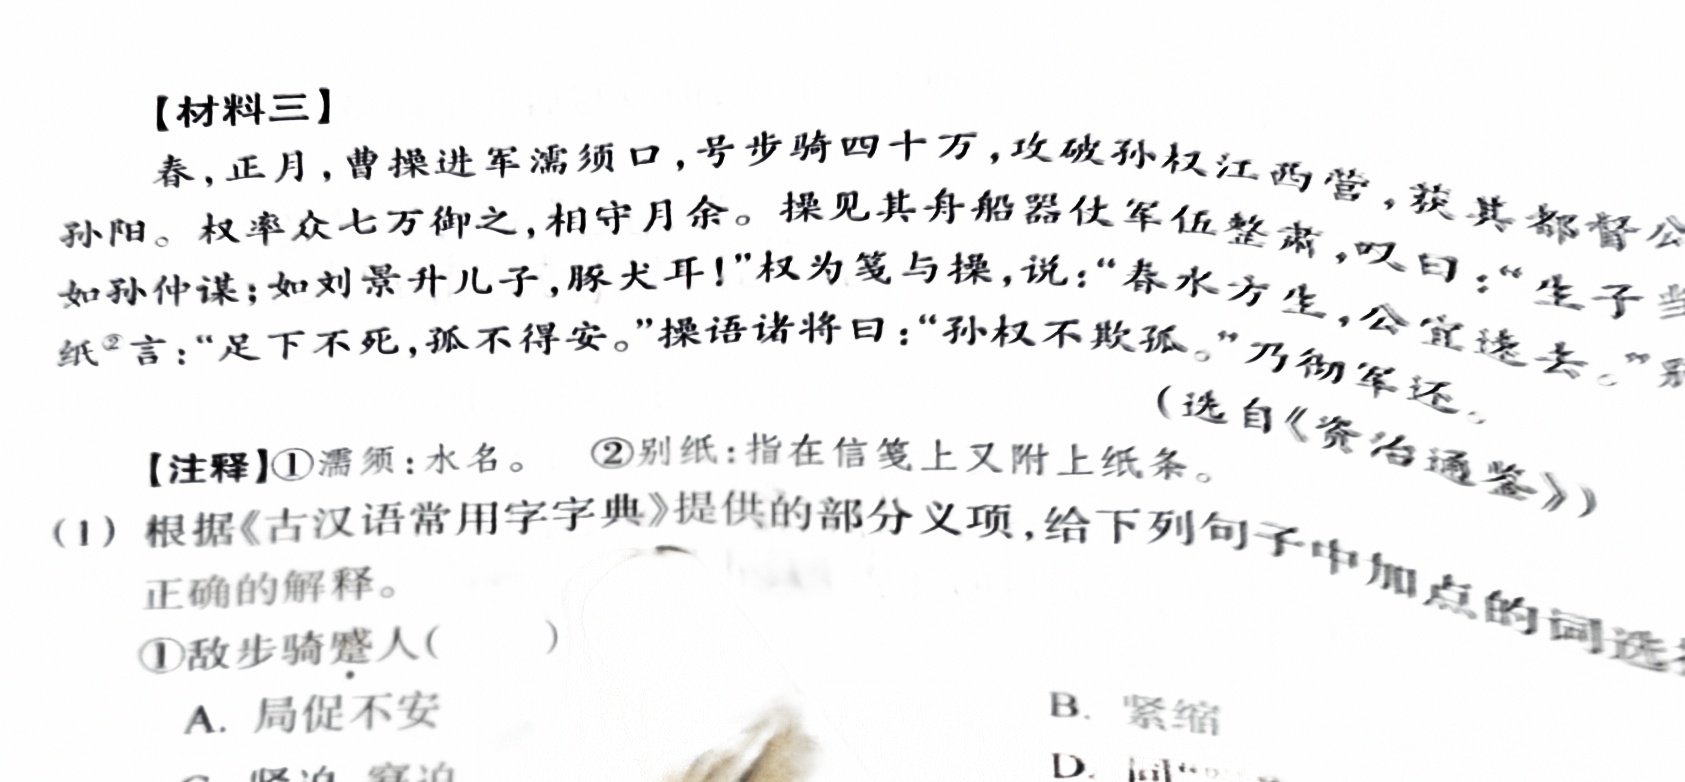 【材料三】
春,正月,曹操进军濡须口,号步骑四十万,攻破孙权江西营,获其都督公
孙阳。权率众七万御之,相守月余。操见其舟船器仗军伍整肃,叹曰:“生子当
如孙仲谋;如刘景升儿子,豚犬耳!”权为笺与操,说:“春水方生,公宜速去。”别
纸②言:“足下不死,孤不得安。”操语诸将曰:“孙权不欺孤。”乃彻军还。
(选自《资治通鉴》)
【注释】①濡须:水名。 ②别纸:指在信笺上又附上纸条。
(1) 根据《古汉语常用字字典》提供的部分义项,给下列句子中加点的词选择
正确的解释。
①敌步骑蹙人( )
A. 局促不安 B. 紧缩
C. 紧迫 窘迫 D. 同“